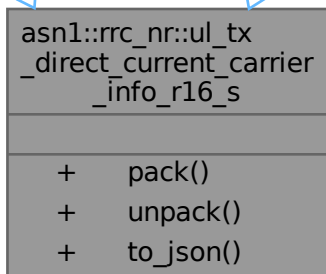 asn1::rrc_nr::ul_tx
_direct_current_carrier
_info_r16_s
+ pack()
+ unpack()
+ to_json()